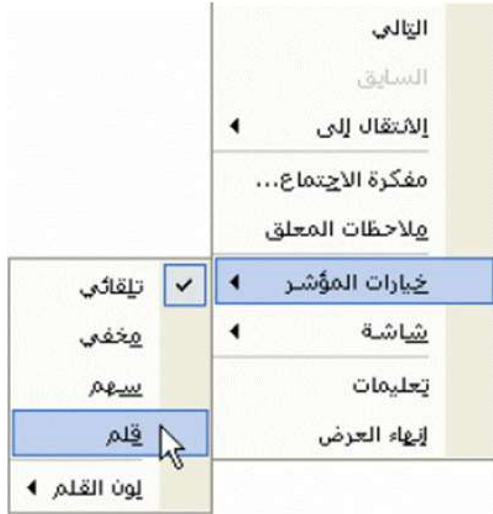 التالي
السابق
الانتقال إلى
مفكرة الاجتماع...
ملاحظات المعلق
خيارات المؤشر
شاشة
تعليمات
إنهاء العرض
تلقائي
مخفي
سهم
قلم
لون القلم